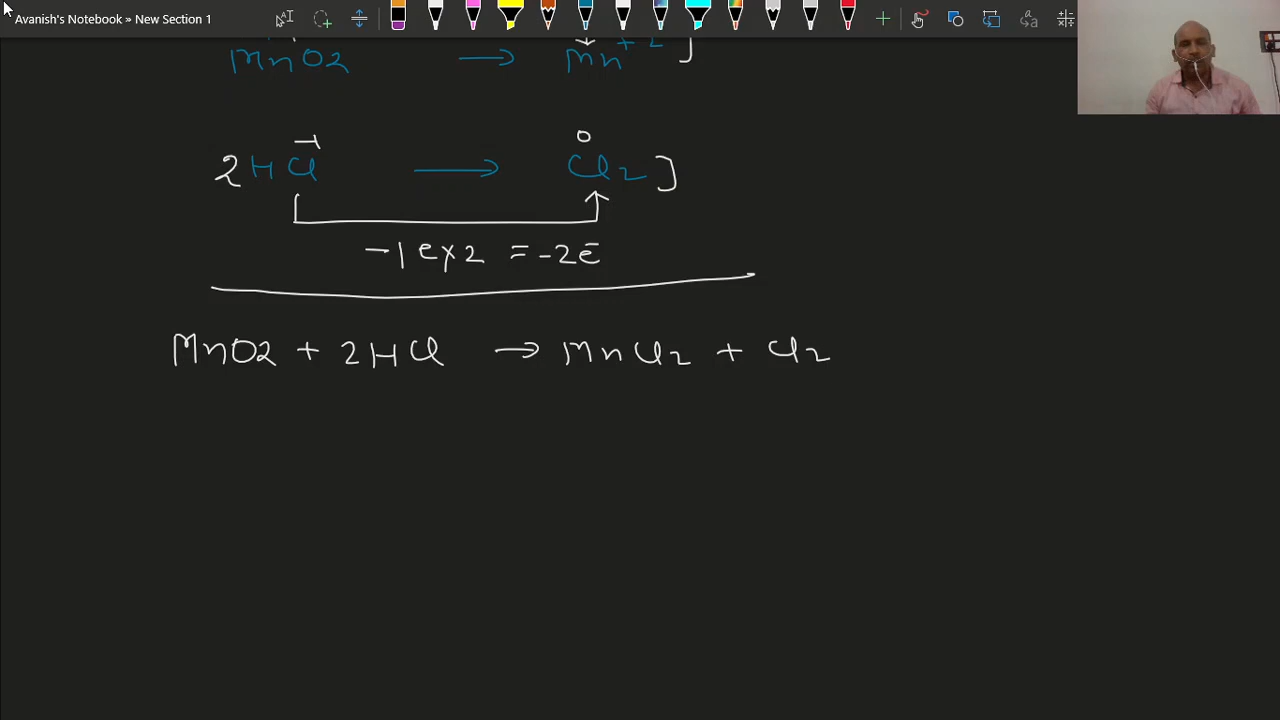 Avanish's Notebook » New Section 1
MnO2 → Mn+2 ]
-1 0
2HCl → Cl2 ]
-1e×2 = -2e-
MnO2 + 2HCl → MnCl2 + Cl2